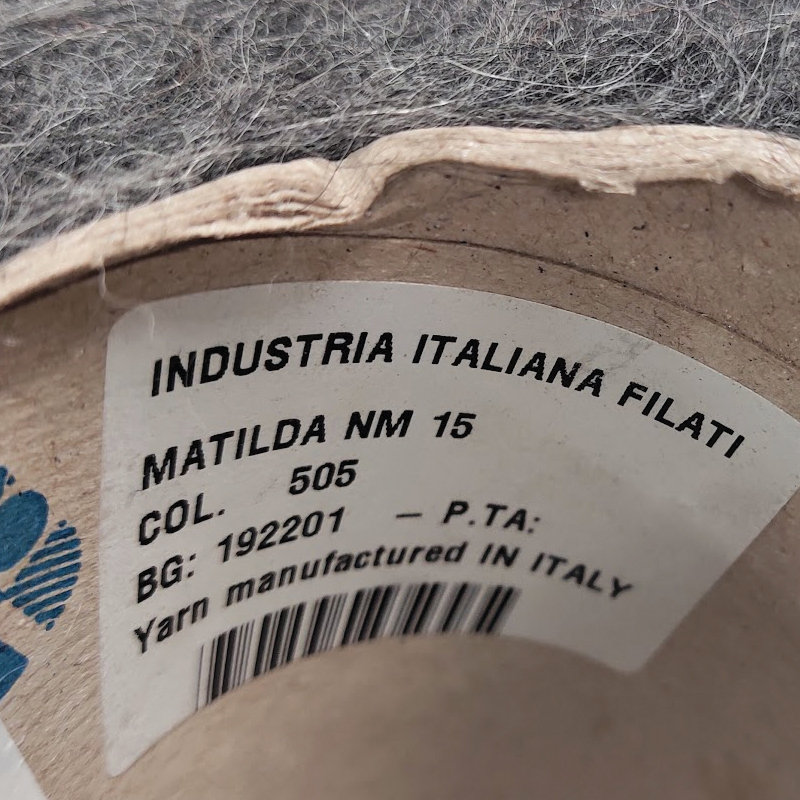 INDUSTRIA ITALIANA FILATI
MATILDA NM 15
COL. 505
BG: 192201 - P.TA:
Yarn manufactured IN ITALY